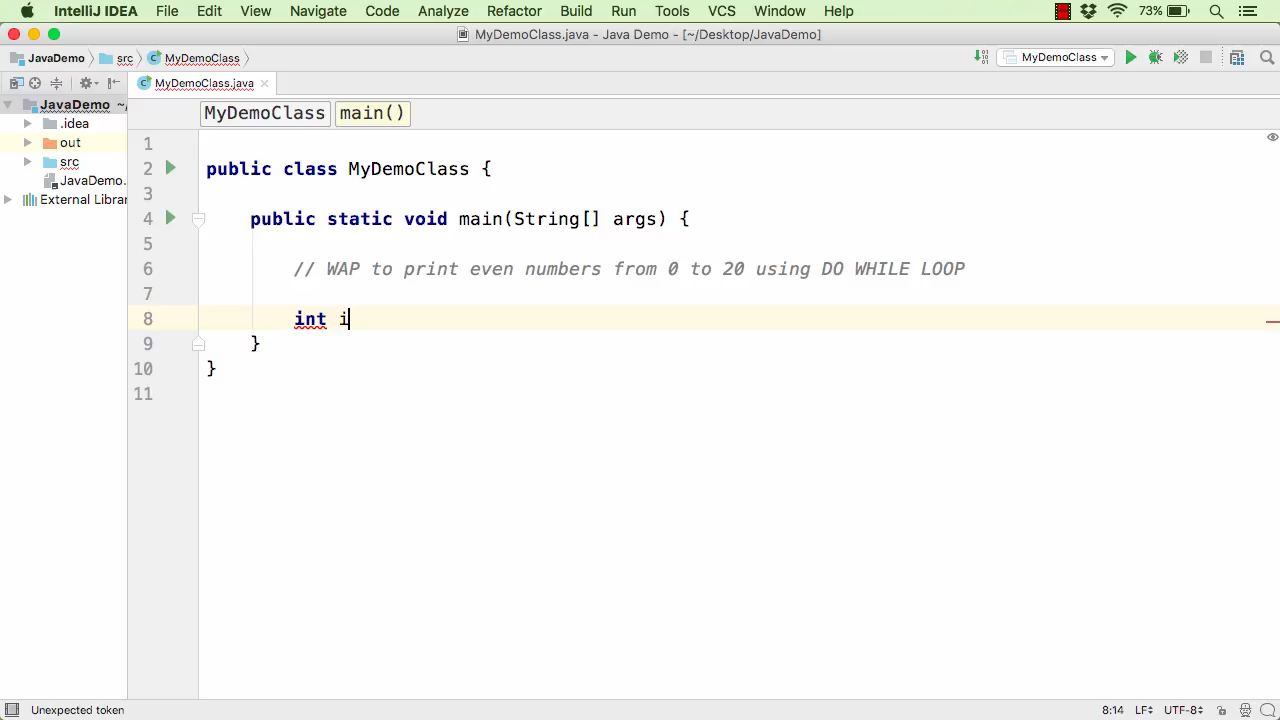 IntelliJ IDEA File Edit View Navigate Code Analyze Refactor Build Run Tools VCS Window Help 73%
MyDemoClass.java - Java Demo - [~/Desktop/JavaDemo]
JavaDemo src MyDemoClass MyDemoClass
MyDemoClass.java
JavaDemo ~/
.idea
out
src
JavaDemo.
External Librar
MyDemoClass main()
1
2 public class MyDemoClass {
3
4 public static void main(String[] args) {
5
6 // WAP to print even numbers from 0 to 20 using DO WHILE LOOP
7
8 int i
9 }
10 }
11
Unexpected token 8:14 LF UTF-8